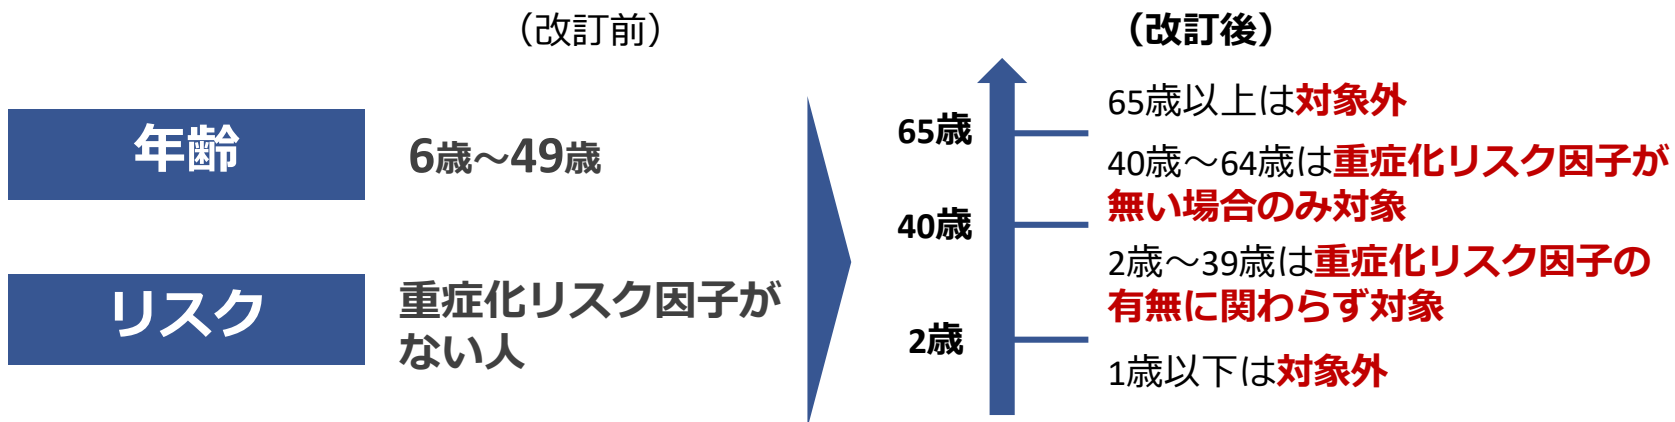 （改訂前）
年齢
6歳～49歳
リスク
重症化リスク因子が
ない人
（改訂後）
65歳
40歳
2歳
65歳以上は対象外
40歳～64歳は重症化リスク因子が
無い場合のみ対象
2歳～39歳は重症化リスク因子の
有無に関わらず対象
1歳以下は対象外